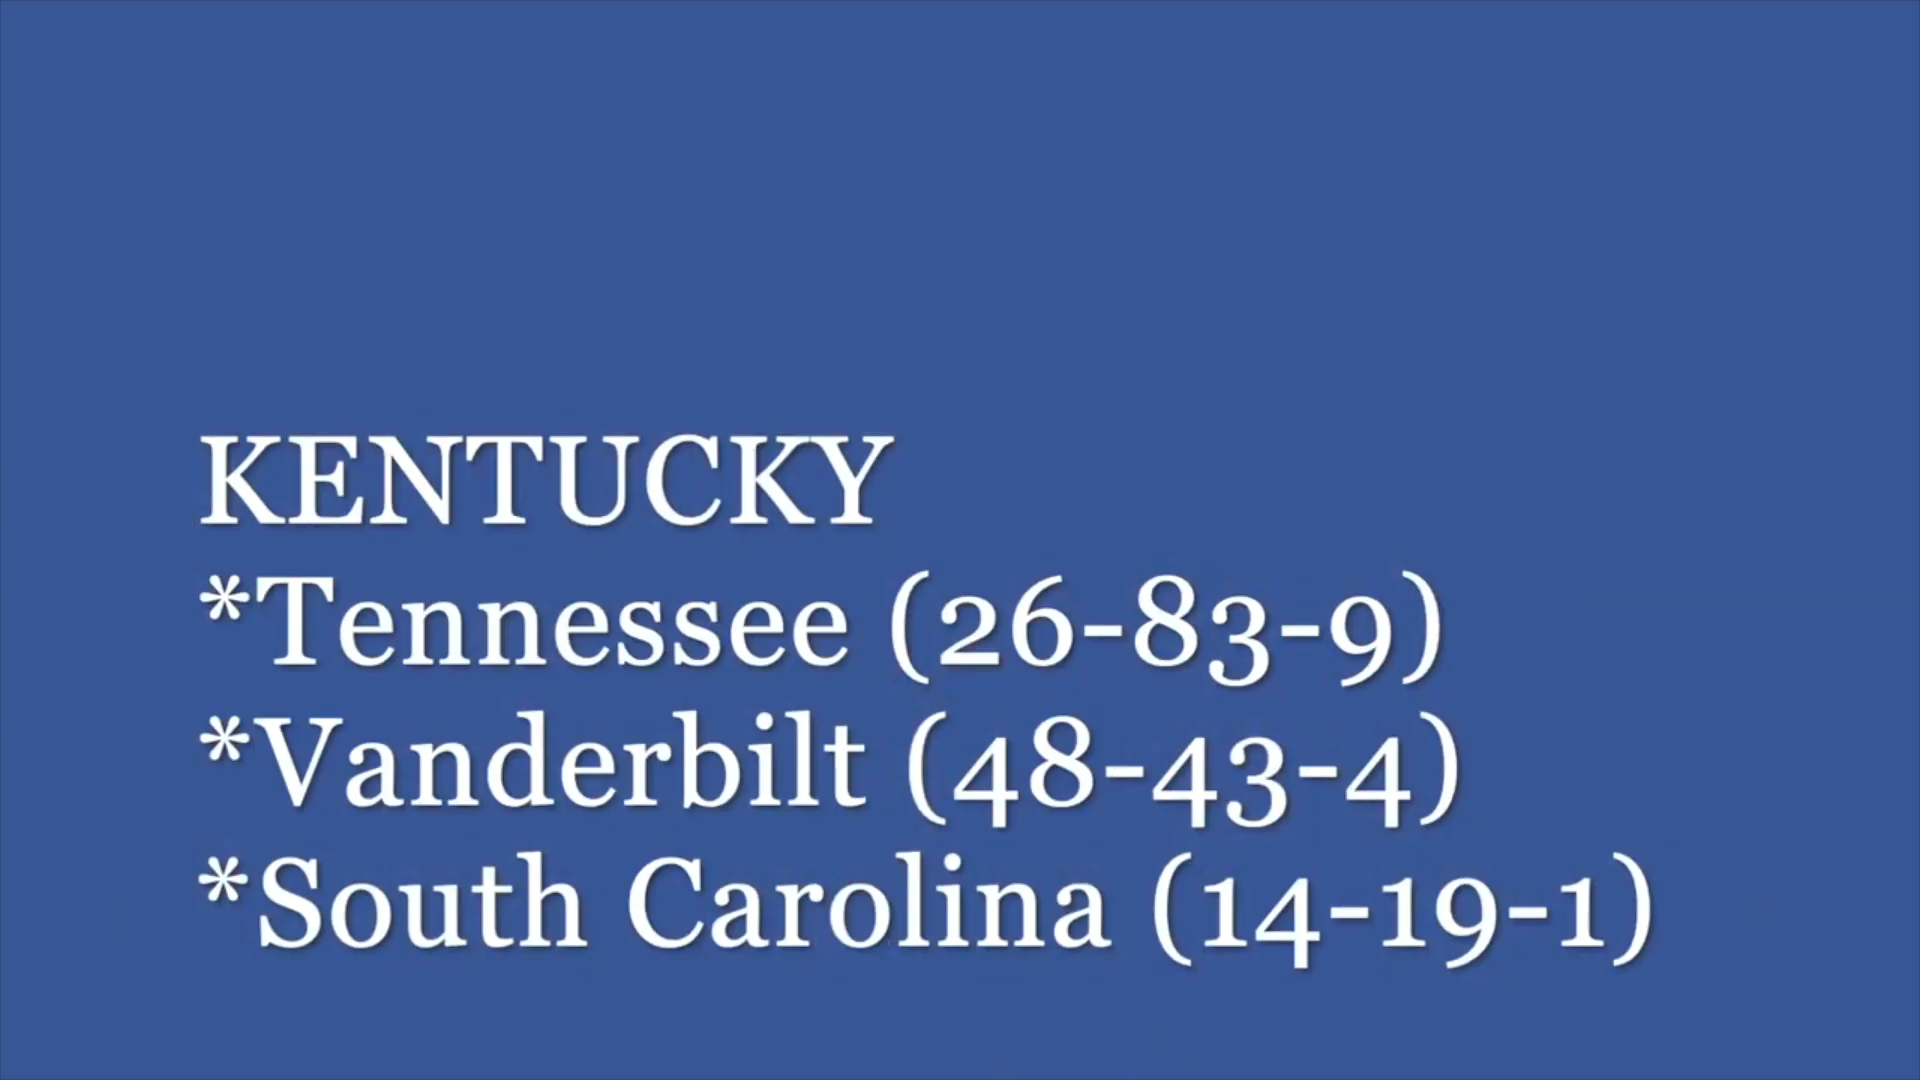 KENTUCKY
*Tennessee (26-83-9)
*Vanderbilt (48-43-4)
*South Carolina (14-19-1)